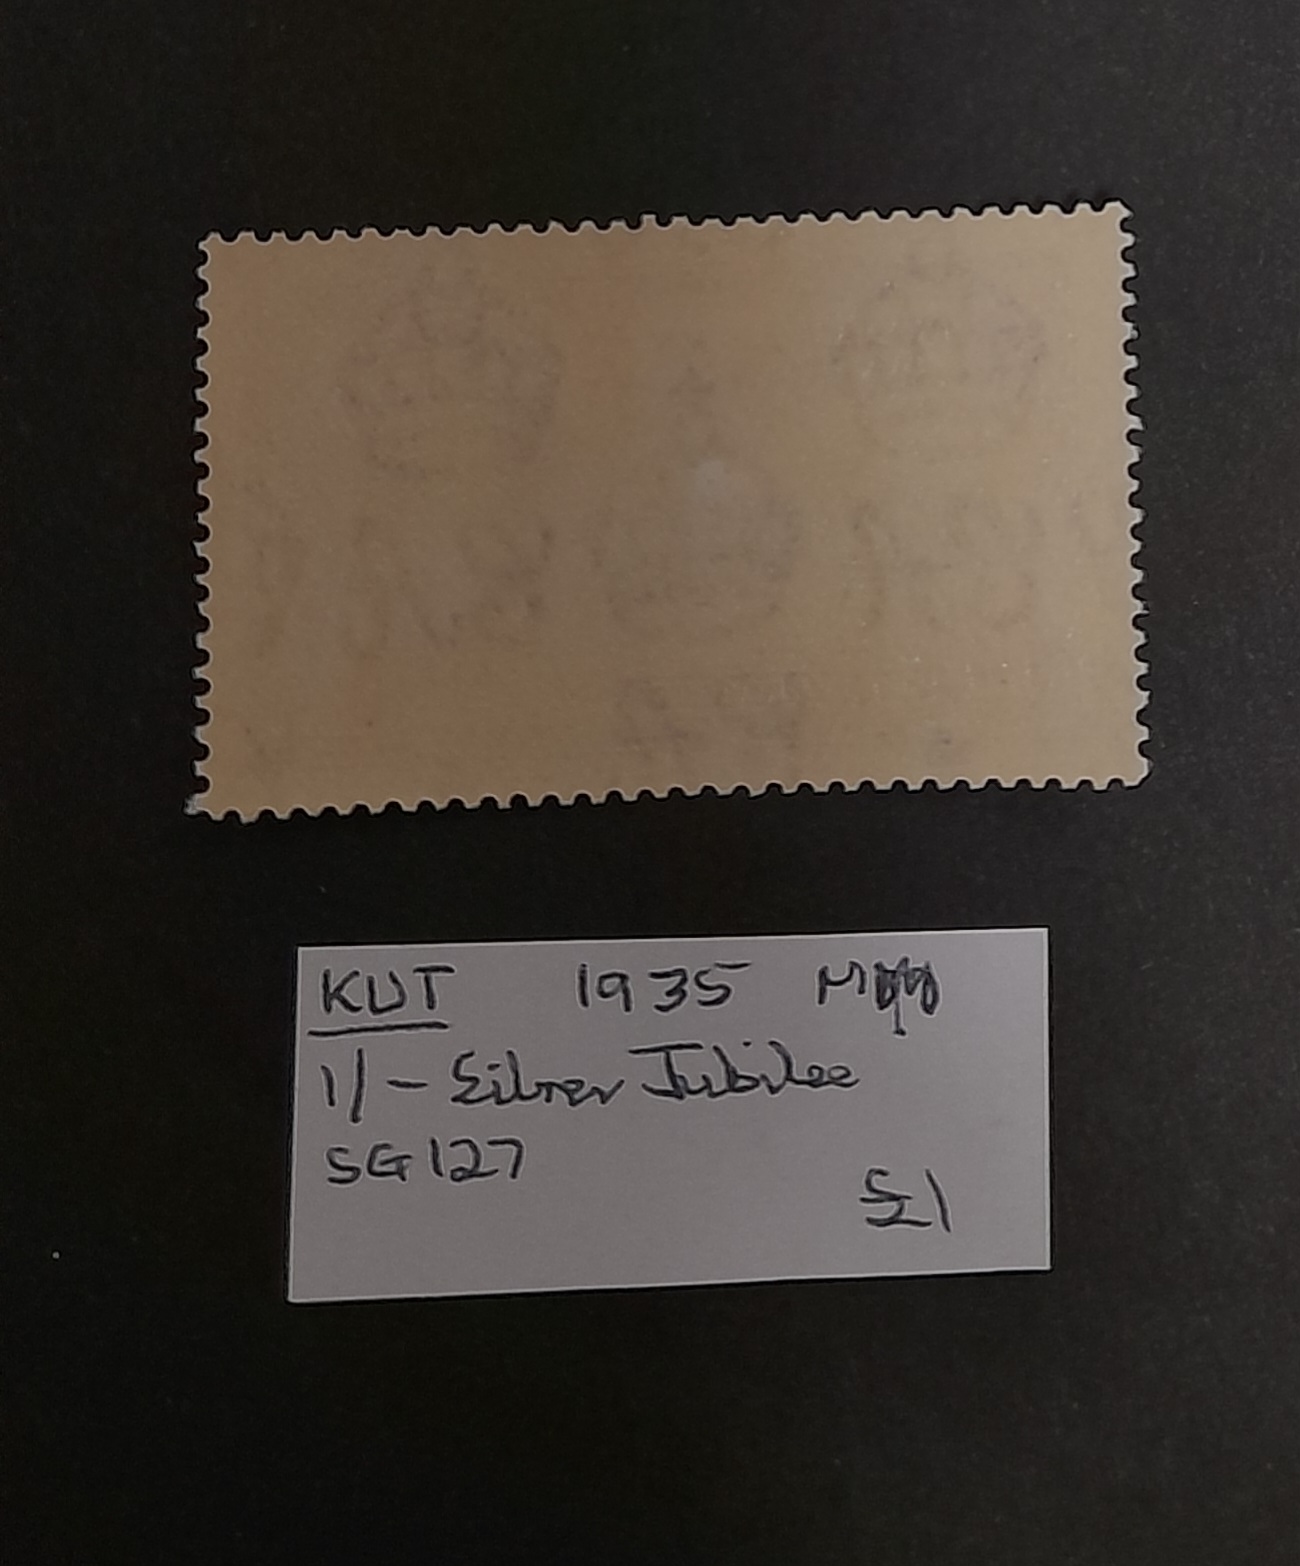 KUT 1935
1/- Silver Jubilee
SG127
£1